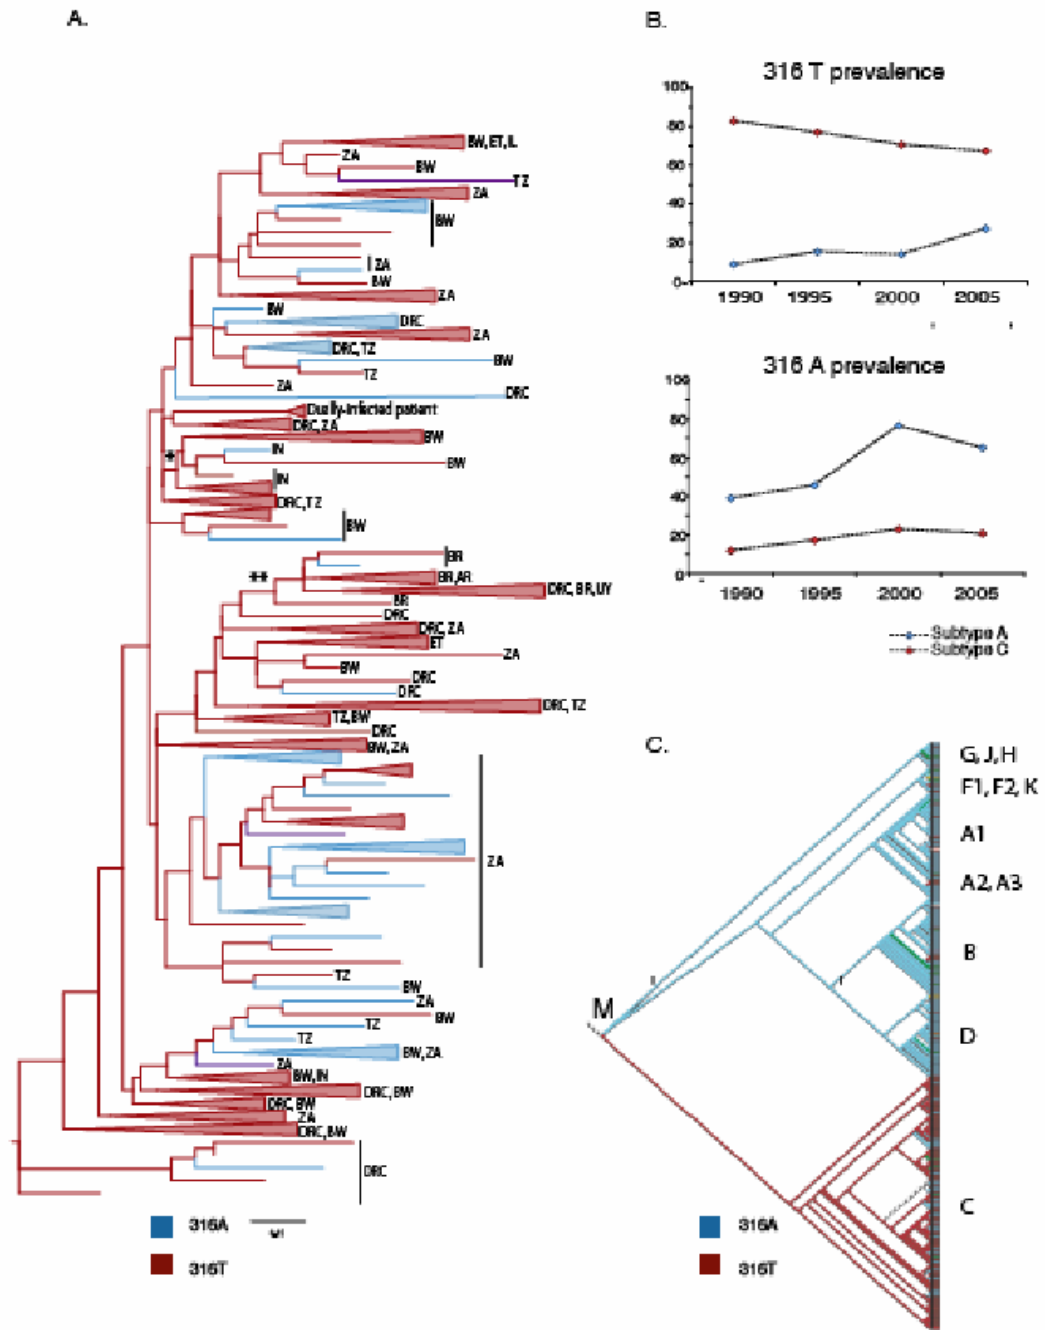 A.
BW, ET, IL
ZA
BW
TZ
ZA
BW
ZA
BW
ZA
BW
DRC
ZA
DRC, TZ
BW
TZ
ZA
DRC
Dually-infected patient
DRC, ZA
BW
*
IN
BW
IN
DRC, TZ
BW
BR
**
BR, AR
DRC, BR, UY
BR
DRC
DRC, ZA
ET
ZA
BW
DRC
DRC
DRC, TZ
TZ, BW
DRC
BW, ZA
ZA
TZ
BW
ZA
BW
TZ
TZ
BW, ZA
ZA
BW, IN
DRC, BW
DRC, BW
ZA
DRC, BW
DRC
316A
316T
B.
316 T prevalence
100
80
60
40
20
0
1990 1995 2000 2005
316 A prevalence
100
80
60
40
20
0
1990 1995 2000 2005
Subtype A
Subtype C
C.
G, J, H
F1, F2, K
A1
A2, A3
B
M
D
C
316A
316T